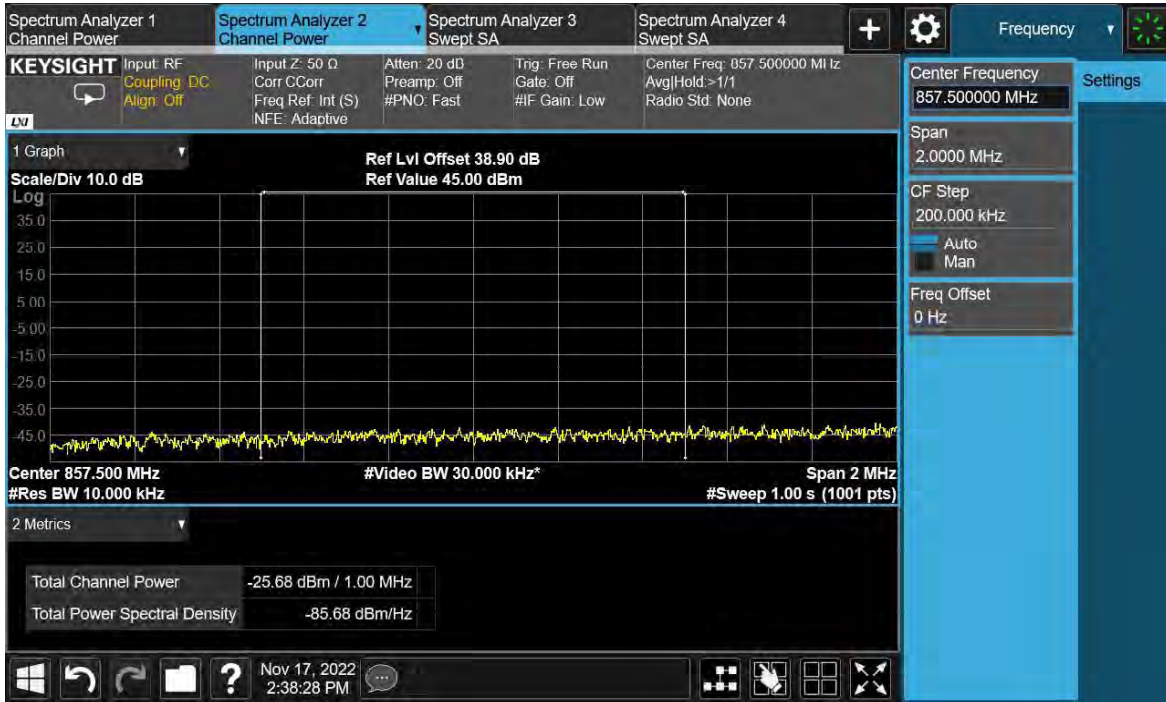 Spectrum Analyzer 1
Channel Power
Spectrum Analyzer 2
Channel Power
Spectrum Analyzer 3
Swept SA
Spectrum Analyzer 4
Swept SA
+
Frequency
KEYSIGHT
LXI
Input: RF
Coupling: DC
Align: Off
Input Z: 50 Ω
Corr CCorr
Freq Ref: Int (S)
NFE: Adaptive
Atten: 20 dB
Preamp: Off
#PNO: Fast
Trig: Free Run
Gate: Off
#IF Gain: Low
Center Freq: 857.500000 MHz
Avg|Hold:>1/1
Radio Std: None
Center Frequency
857.500000 MHz
Settings
Span
2.0000 MHz
CF Step
200.000 kHz
Auto
Man
Freq Offset
0 Hz
1 Graph
Scale/Div 10.0 dB
Ref Lvl Offset 38.90 dB
Ref Value 45.00 dBm
Log
35.0
25.0
15.0
5.00
-5.00
-15.0
-25.0
-35.0
-45.0
Center 857.500 MHz
#Video BW 30.000 kHz*
Span 2 MHz
#Res BW 10.000 kHz
#Sweep 1.00 s (1001 pts)
2 Metrics
Total Channel Power -25.68 dBm / 1.00 MHz
Total Power Spectral Density -85.68 dBm/Hz
?
Nov 17, 2022
2:38:28 PM